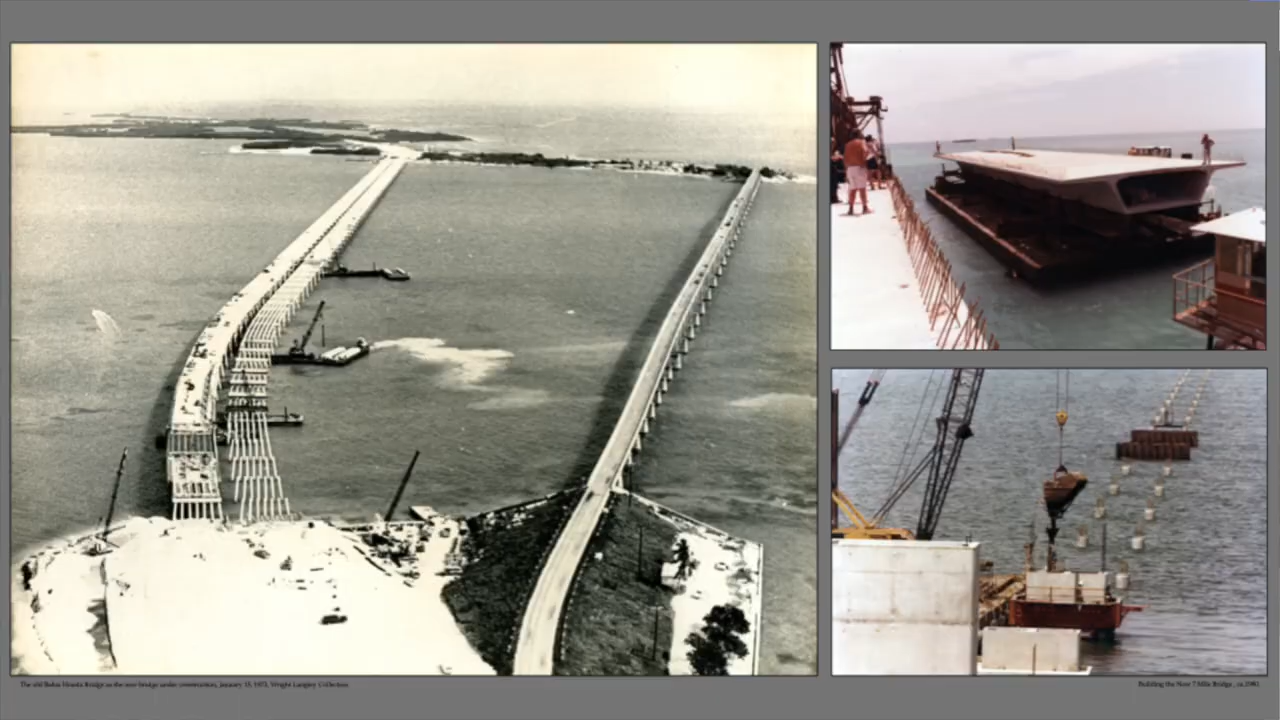 The old Bahia Honda Bridge as the new bridge under construction, January 15, 1972, Wright Langley Collection.
Building the New 7 Mile Bridge, ca.1980.